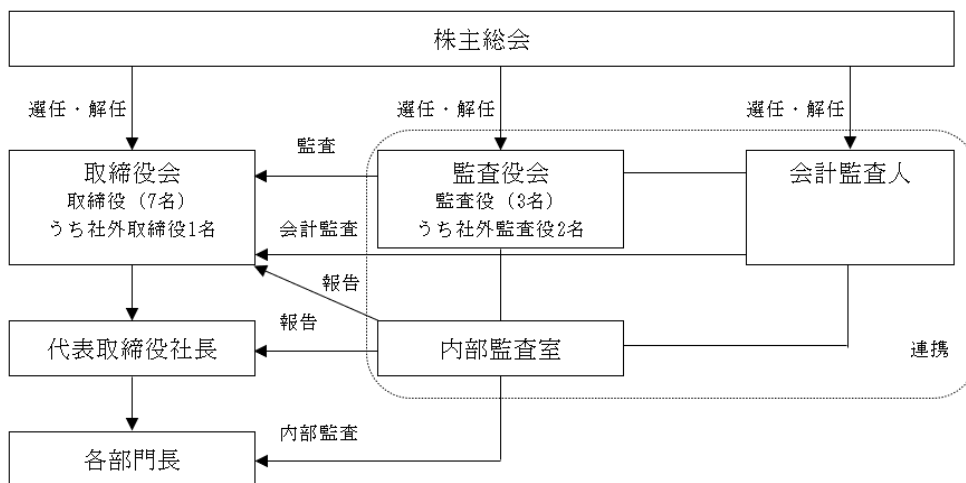 株主総会
選任・解任
選任・解任
選任・解任
監査
取締役会
取締役（7名）
うち社外取締役1名
監査役会
監査役（3名）
うち社外監査役2名
会計監査人
会計監査
報告
報告
代表取締役社長
内部監査室
連携
内部監査
各部門長